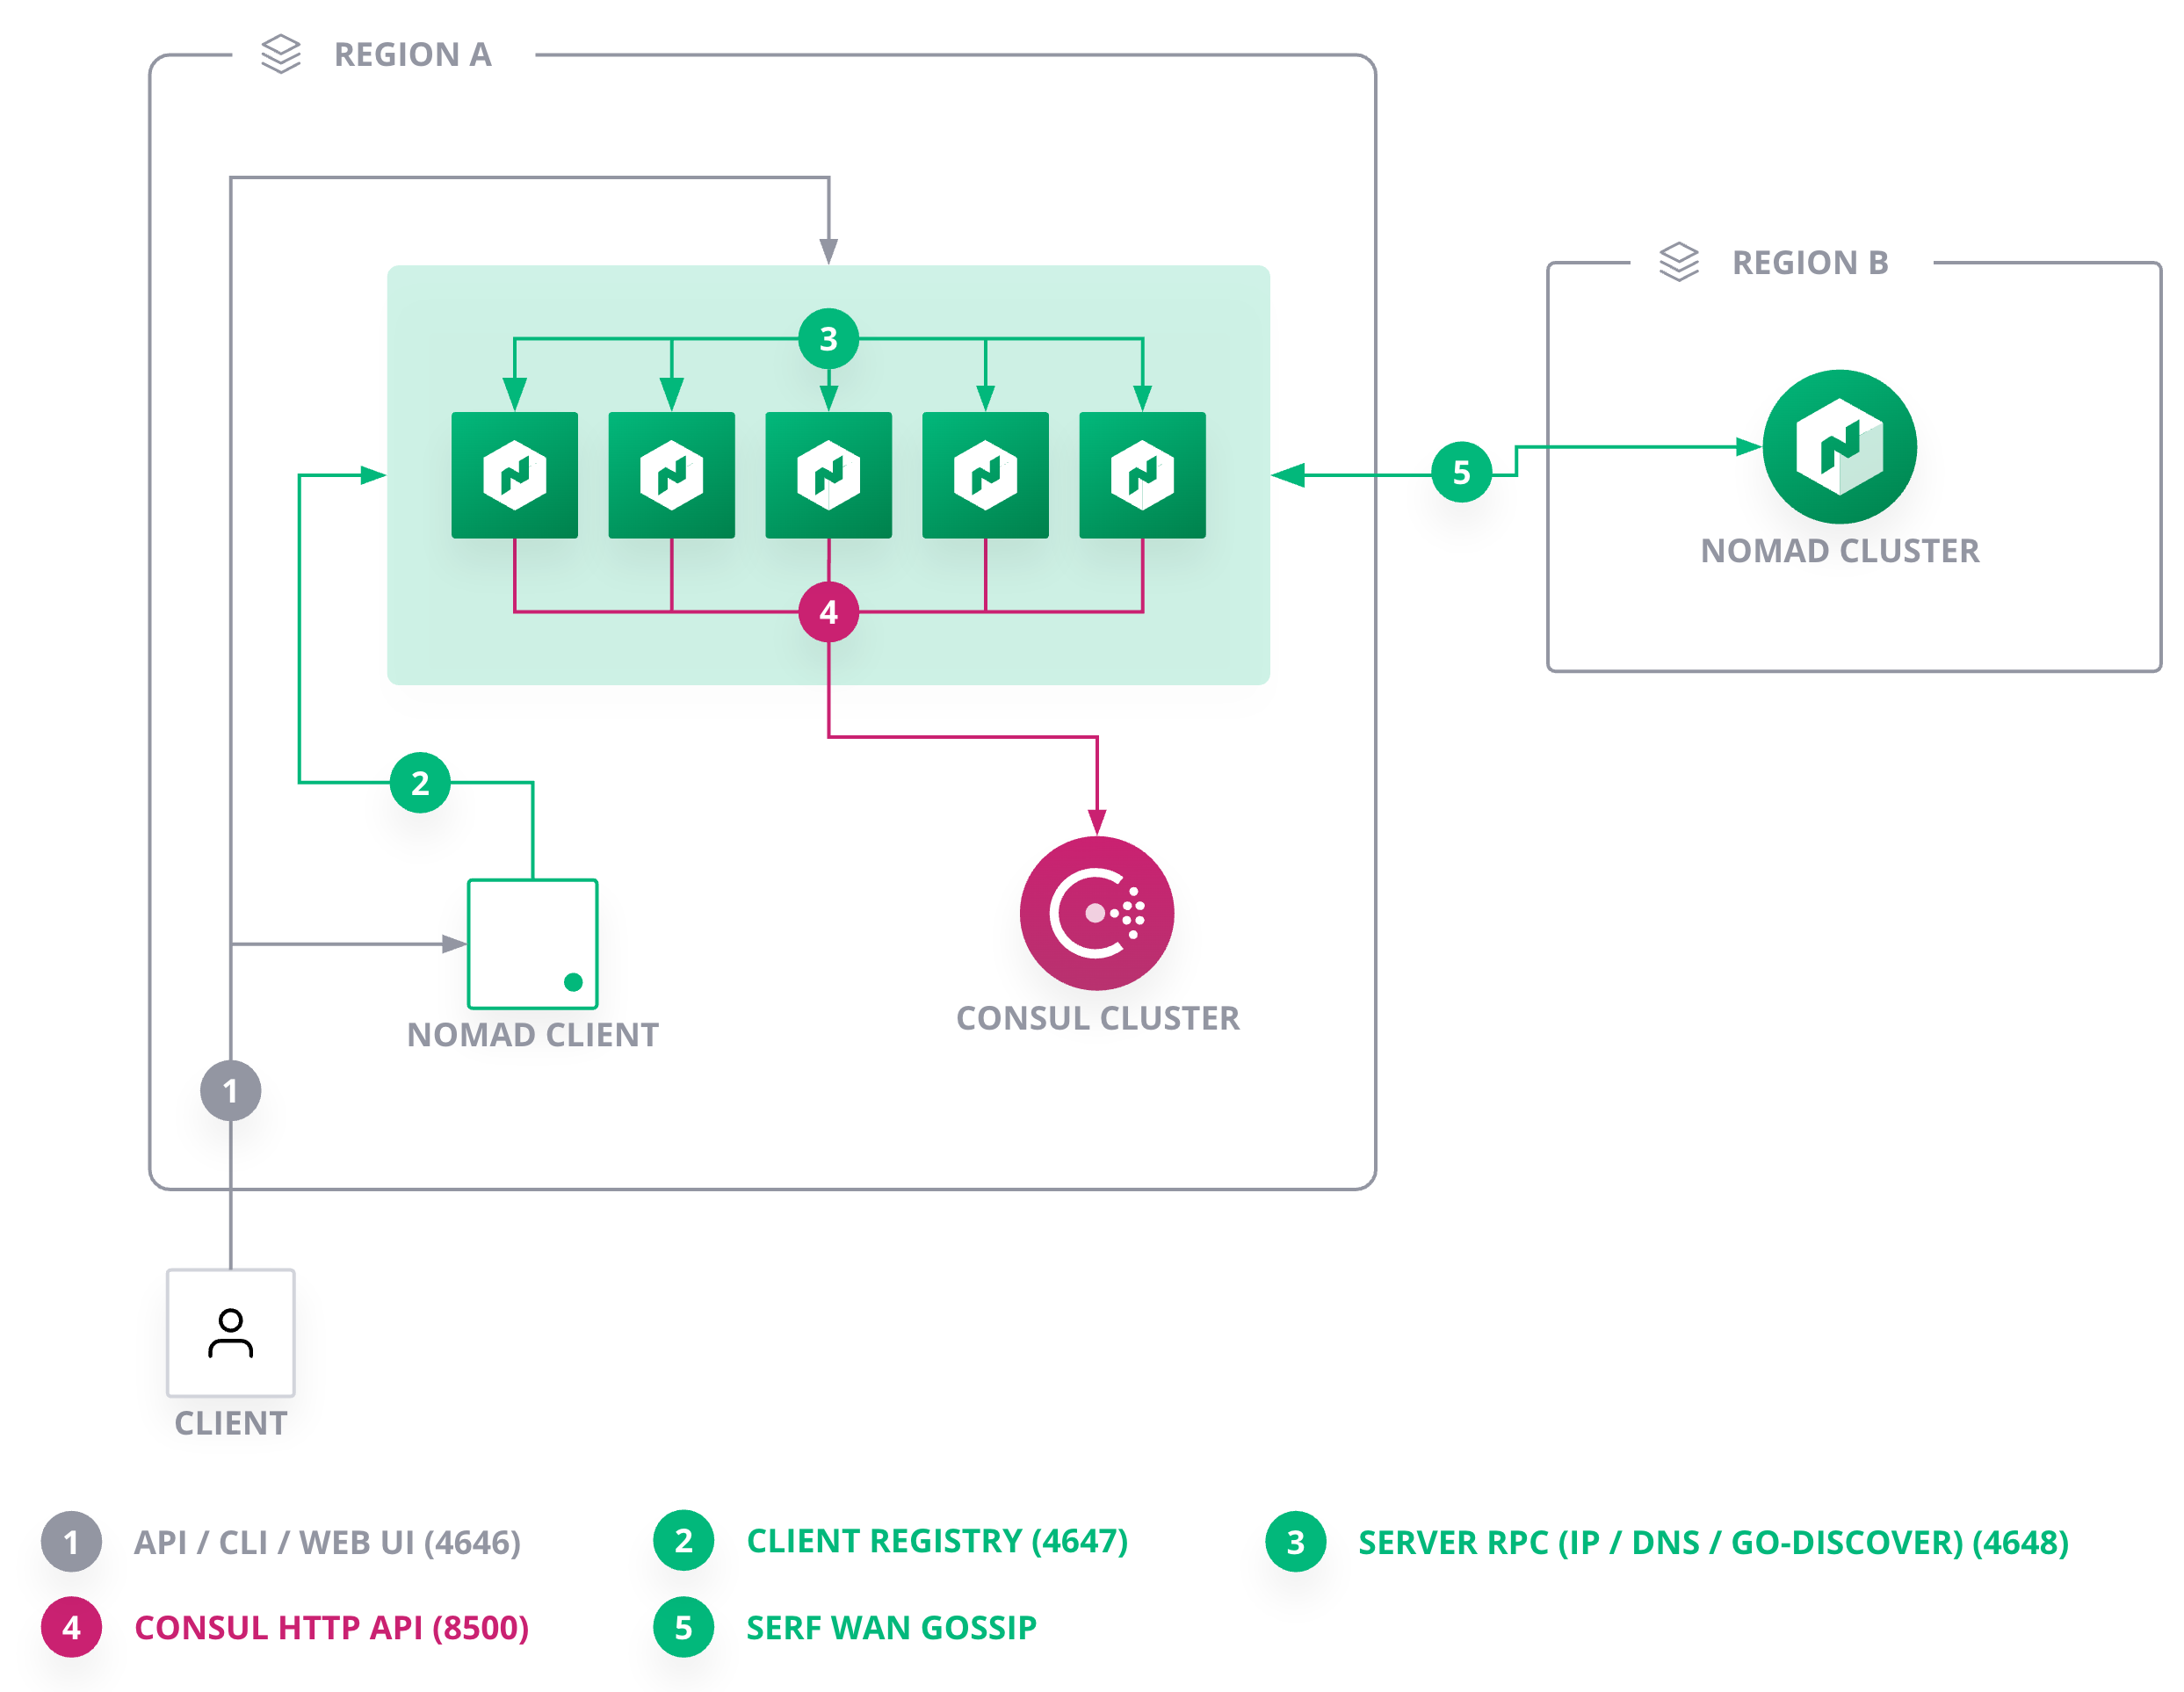 REGION A
REGION B
3
5
NOMAD CLUSTER
4
2
NOMAD CLIENT
CONSUL CLUSTER
1
CLIENT
1 API / CLI / WEB UI (4646)
2 CLIENT REGISTRY (4647)
3 SERVER RPC (IP / DNS / GO-DISCOVER) (4648)
4 CONSUL HTTP API (8500)
5 SERF WAN GOSSIP